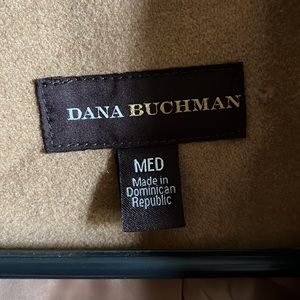 DANA BUCHMAN
MED
Made in
Dominican
Republic